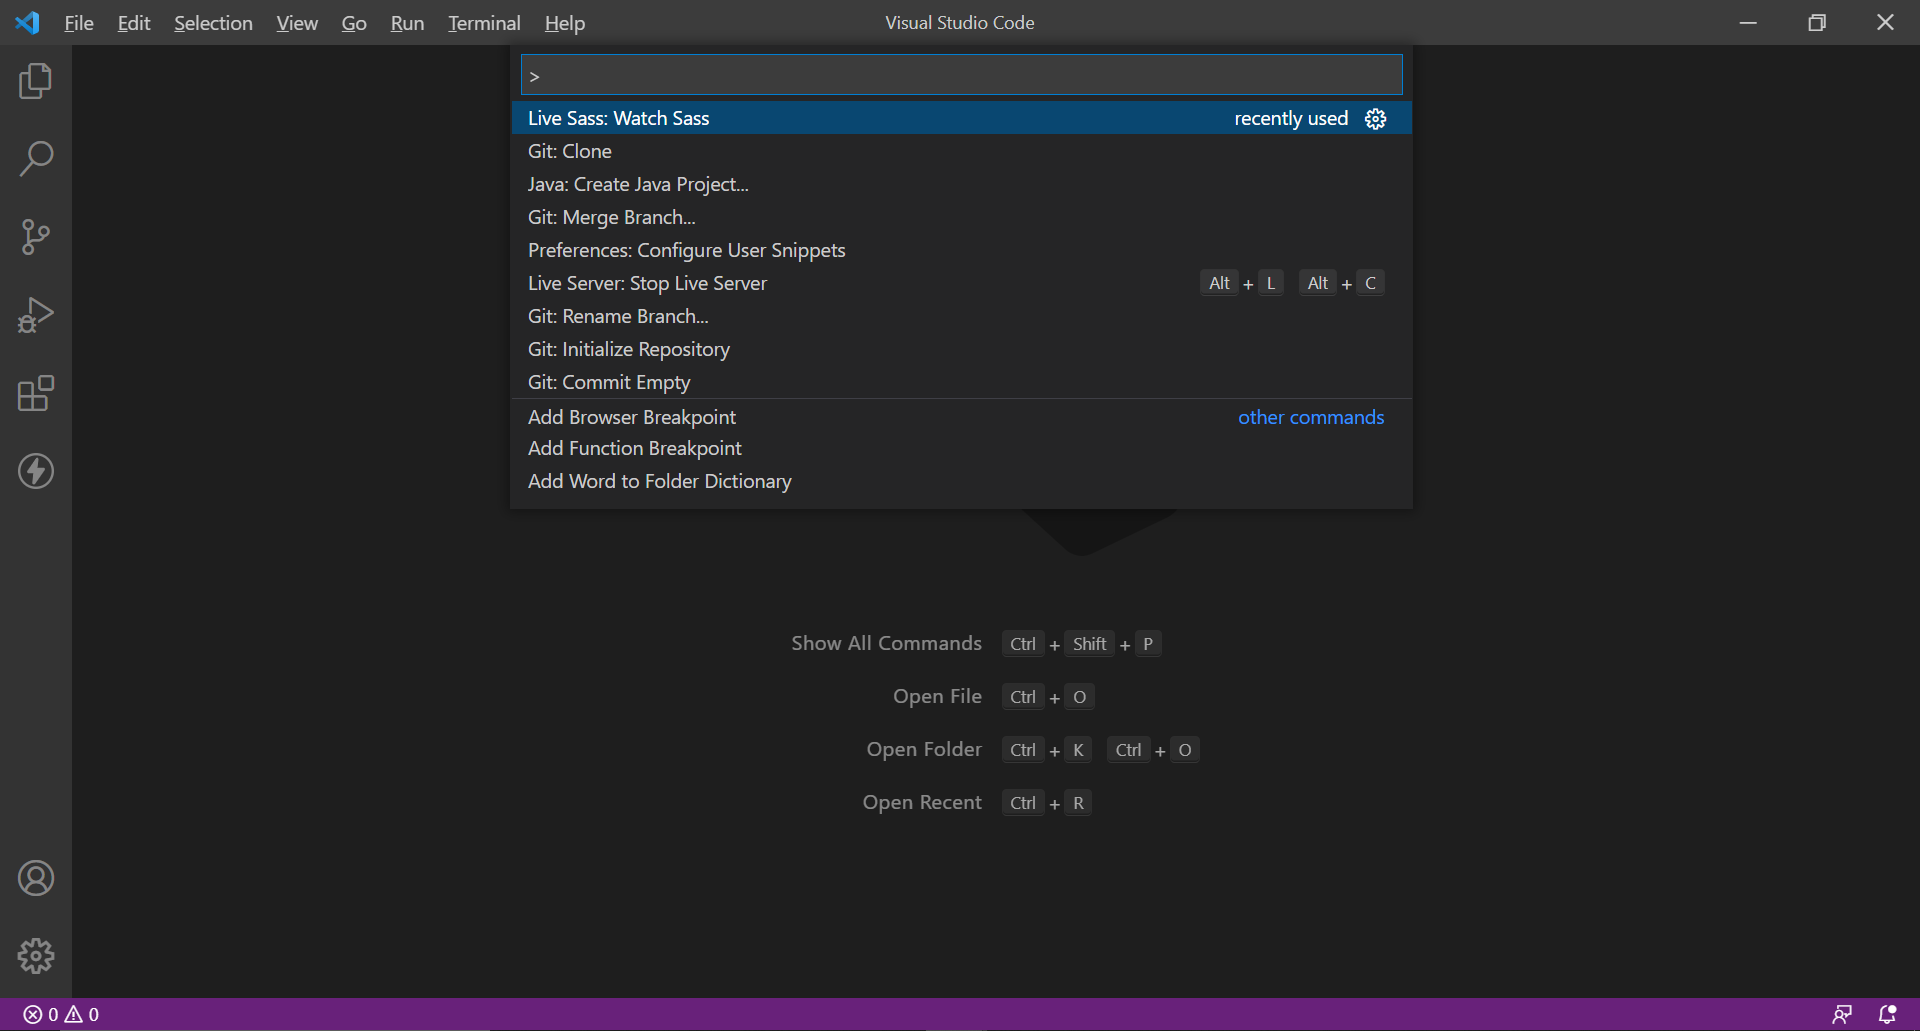 File Edit Selection View Go Run Terminal Help Visual Studio Code
>
Live Sass: Watch Sass recently used
Git: Clone
Java: Create Java Project...
Git: Merge Branch...
Preferences: Configure User Snippets
Live Server: Stop Live Server Alt + L Alt + C
Git: Rename Branch...
Git: Initialize Repository
Git: Commit Empty
Add Browser Breakpoint other commands
Add Function Breakpoint
Add Word to Folder Dictionary
Show All Commands Ctrl + Shift + P
Open File Ctrl + O
Open Folder Ctrl + K Ctrl + O
Open Recent Ctrl + R
0 0